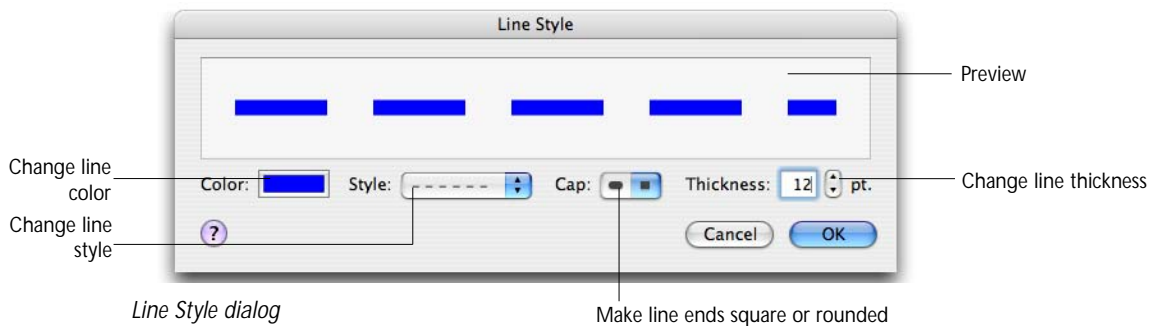 Line Style
Preview
Change line
color
Color:
Style:
Cap:
Thickness: 12 pt.
Change line thickness
Change line
style
?
Cancel
OK
Line Style dialog
Make line ends square or rounded